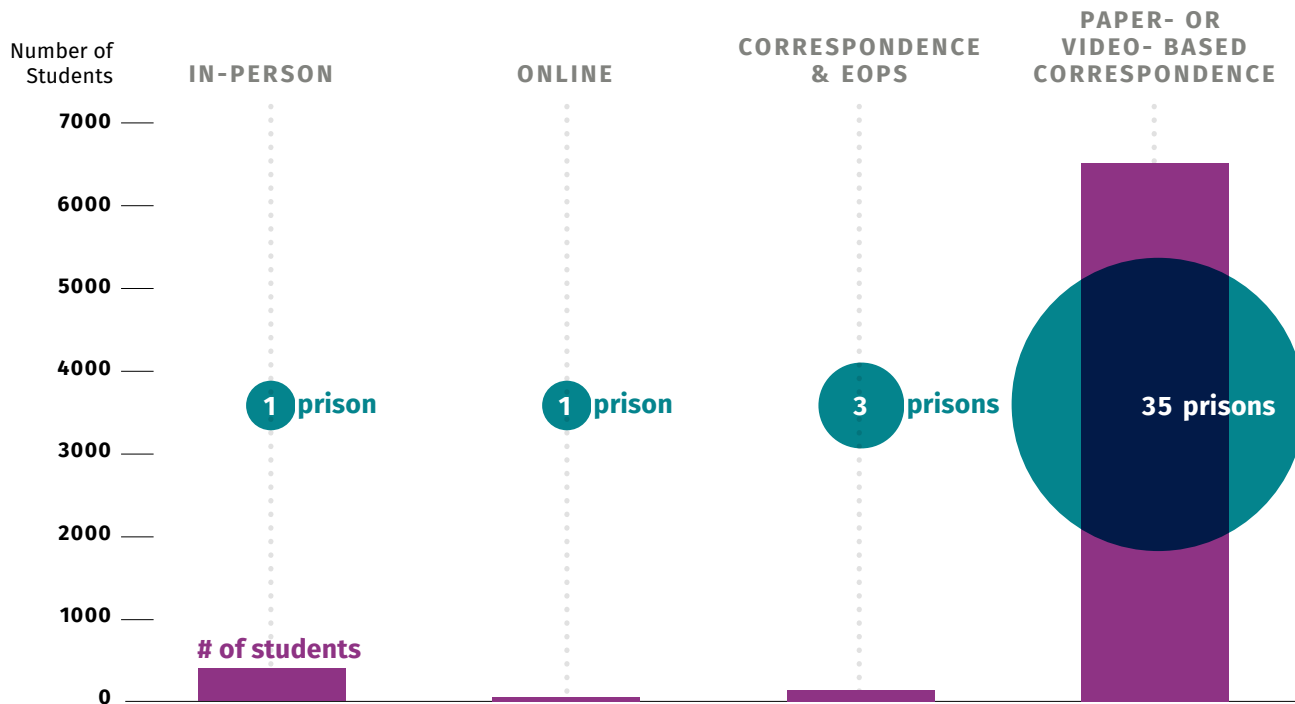 Number of
Students
IN-PERSON
ONLINE
CORRESPONDENCE
& EOPS
PAPER- OR
VIDEO- BASED
CORRESPONDENCE
7000
6000
5000
4000
3000
2000
1000
0
1 prison
1 prison
3 prisons
35 prisons
# of students